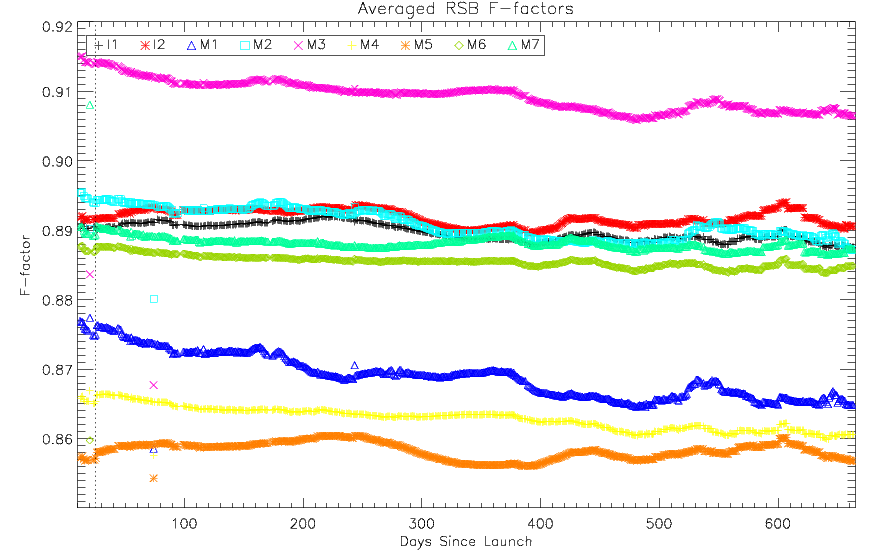 Averaged RSB F-factors
0.92
I1 I2 M1 M2 M3 M4 M5 M6 M7
0.91
0.90
0.89
0.88
0.87
0.86
F-factor
100 200 300 400 500 600
Days Since Launch